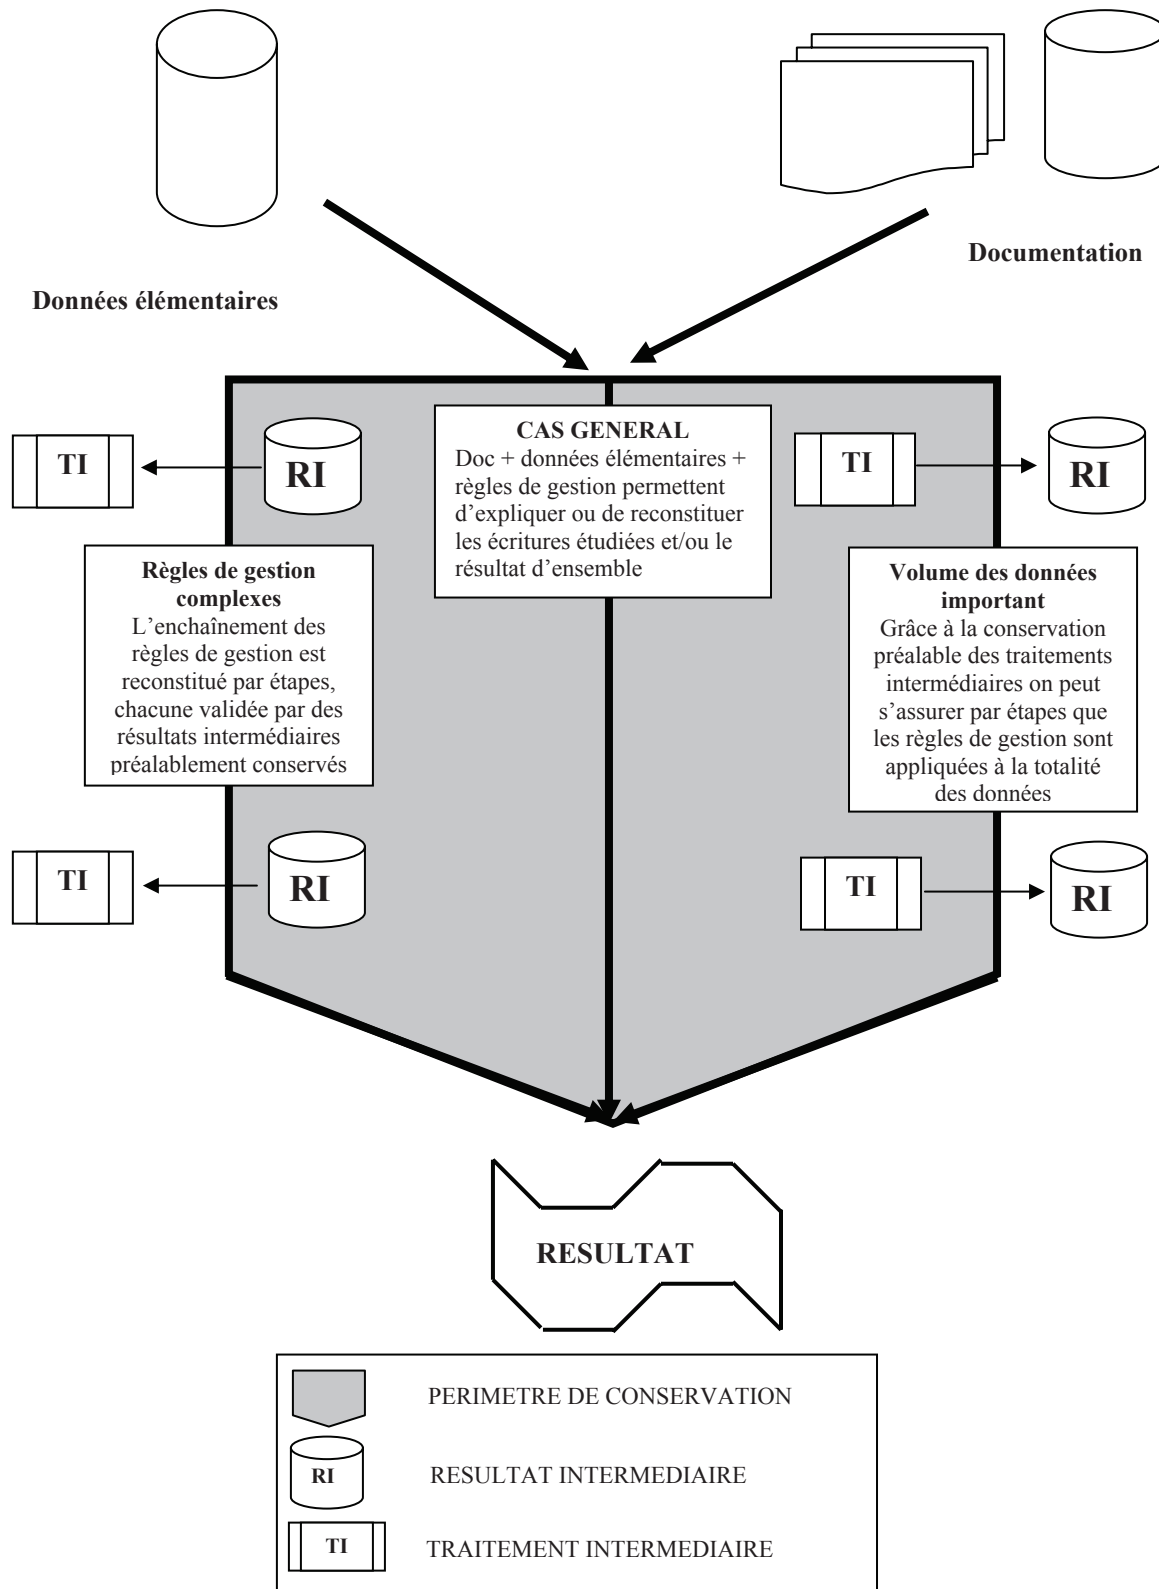 Documentation
Données élémentaires
TI
RI
CAS GENERAL
Doc + données élémentaires +
règles de gestion permettent
d’expliquer ou de reconstituer
les écritures étudiées et/ou le
résultat d’ensemble
TI
RI
Règles de gestion
complexes
L’enchaînement des
règles de gestion est
reconstitué par étapes,
chacune validée par des
résultats intermédiaires
préalablement conservés
Volume des données
important
Grâce à la conservation
préalable des traitements
intermédiaires on peut
s’assurer par étapes que
les règles de gestion sont
appliquées à la totalité
des données
TI
RI
TI
RI
RESULTAT
PERIMETRE DE CONSERVATION
RI
RESULTAT INTERMEDIAIRE
TI
TRAITEMENT INTERMEDIAIRE